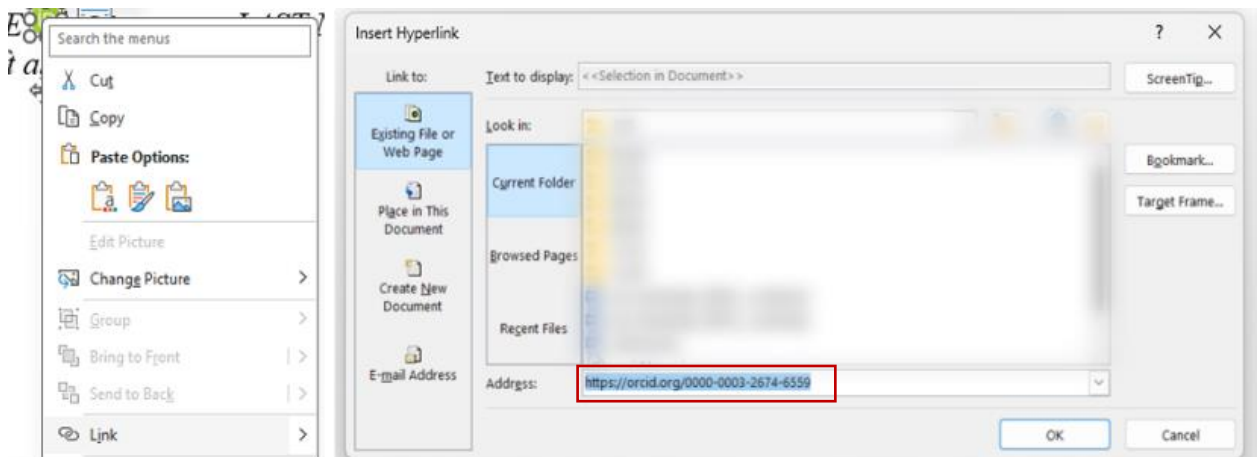 Search the menus
Cut
Copy
Paste Options:
Edit Picture
Change Picture
Group
Bring to Front
Send to Back
Link
Insert Hyperlink
?
Link to:
Text to display: <<Selection in Document>>
ScreenTip...
Existing File or
Web Page
Look in:
Bookmark...
Current Folder
Target Frame...
Place in This
Document
Browsed Pages
Create New
Document
Recent Files
E-mail Address
Address: https://orcid.org/0000-0003-2674-6559
OK
Cancel